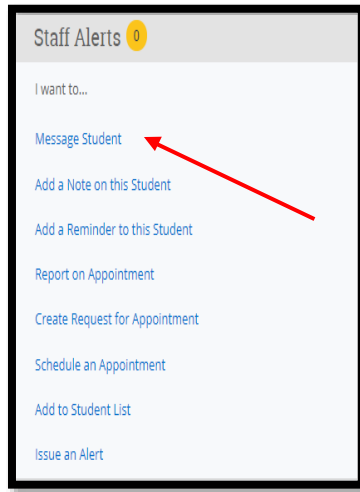 Staff Alerts 0
I want to...
Message Student
Add a Note on this Student
Add a Reminder to this Student
Report on Appointment
Create Request for Appointment
Schedule an Appointment
Add to Student List
Issue an Alert